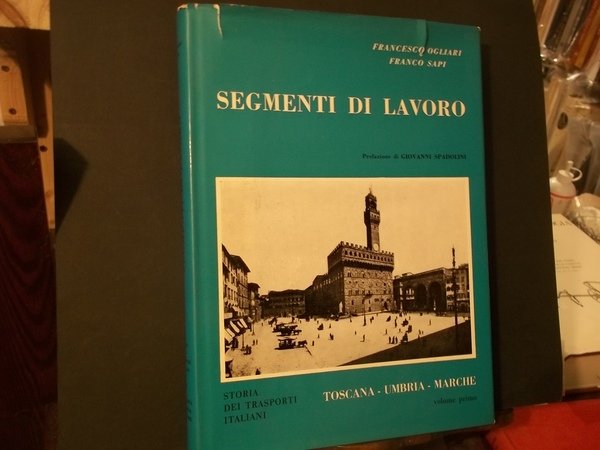 FRANCESCO OGLIARI
FRANCO SAPI
SEGMENTI DI LAVORO
Prefazione di GIOVANNI SPADOLINI
STORIA
DEI TRASPORTI
ITALIANI
TOSCANA - UMBRIA - MARCHE
volume primo